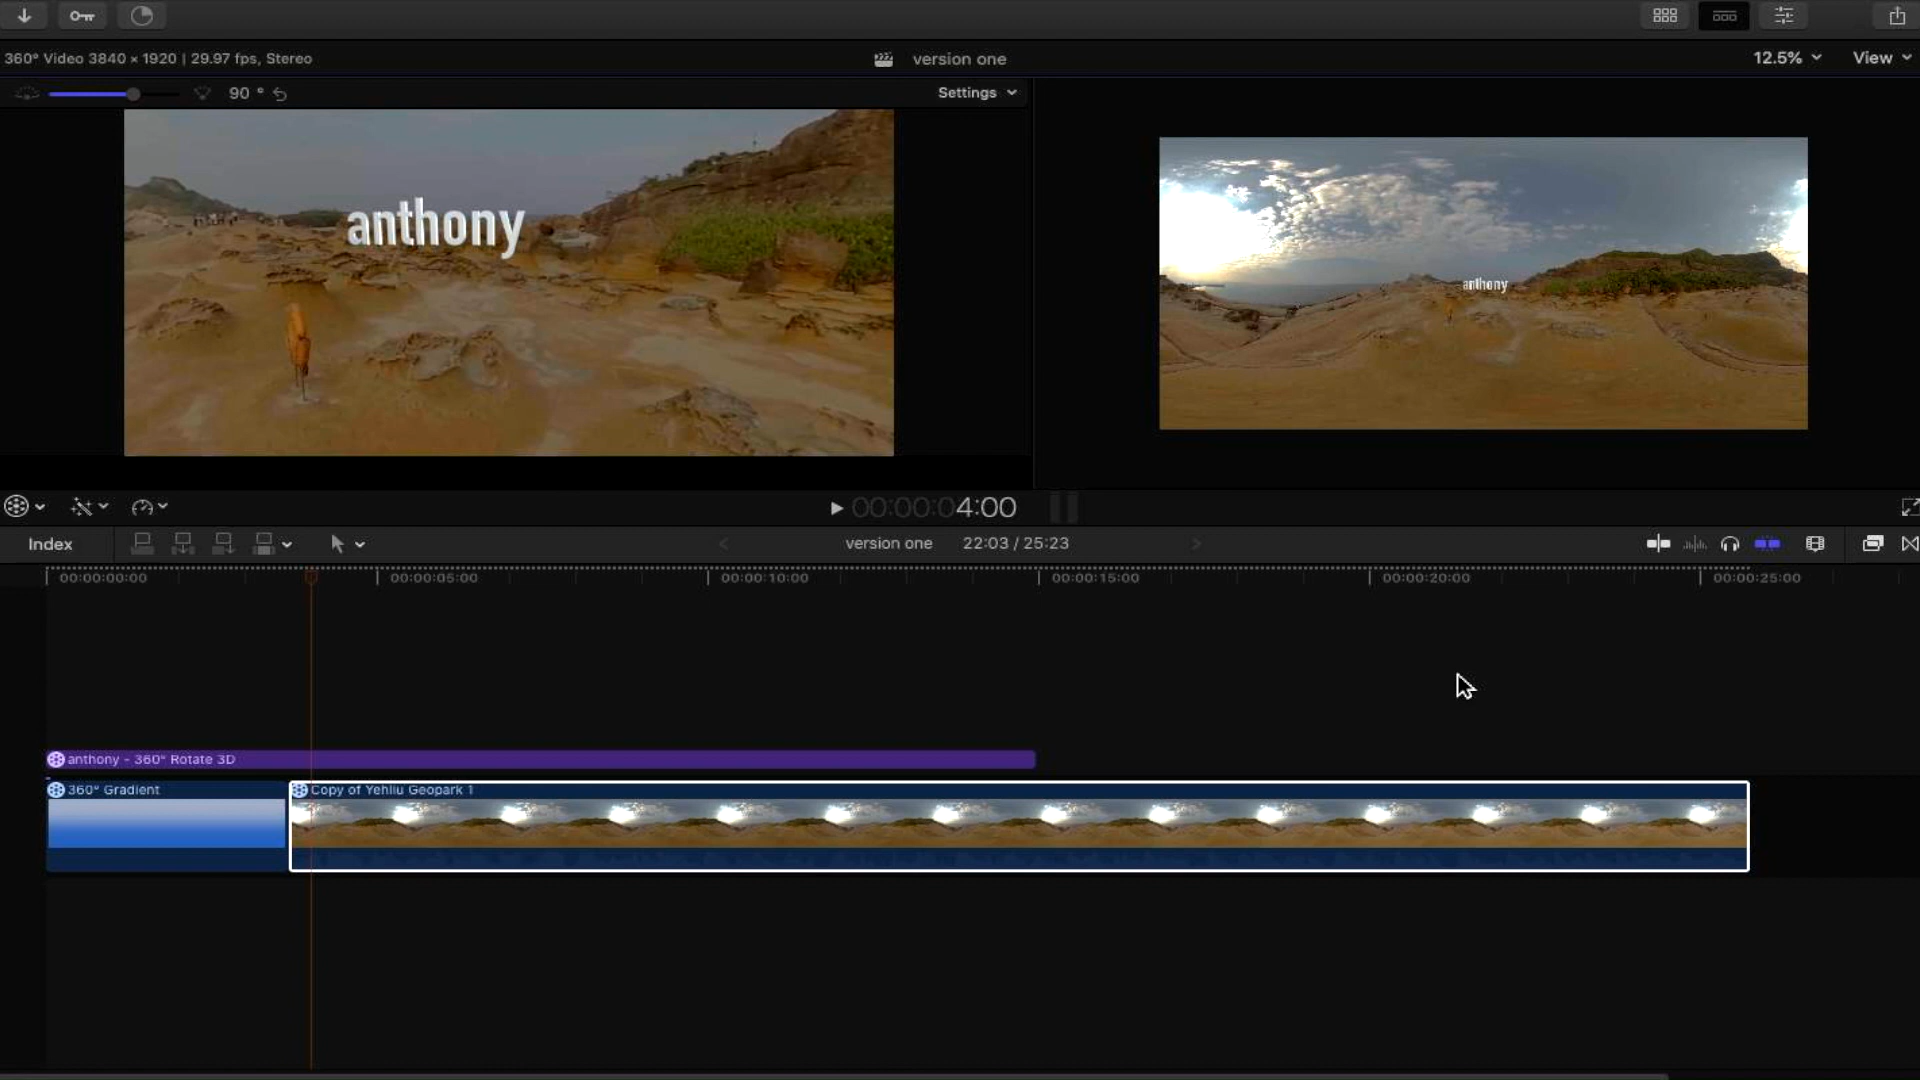 360° Video 3840 × 1920 | 29.97 fps, Stereo
version one
12.5%
View
90 °
Settings
anthony
anthony
00:00:04:00
Index
version one
22:03 / 25:23
00:00:00:00
00:00:05:00
00:00:10:00
00:00:15:00
00:00:20:00
00:00:25:00
anthony - 360° Rotate 3D
360° Gradient
Copy of Yehliu Geopark 1